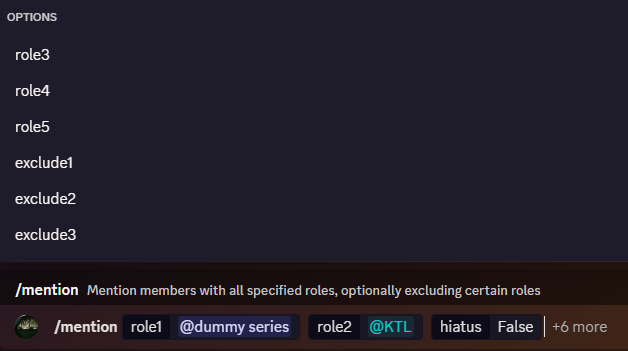 OPTIONS
role3
role4
role5
exclude1
exclude2
exclude3
/mention Mention members with all specified roles, optionally excluding certain roles
/mention role1 @dummy series role2 @KTL hiatus False +6 more